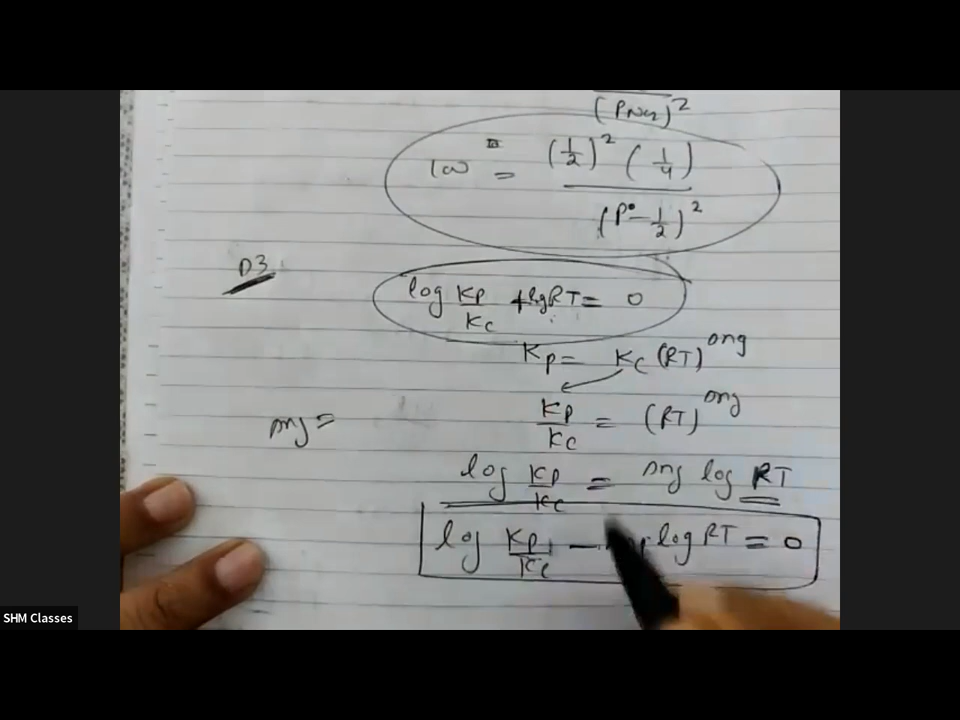 (PNO₂)²
100 = (1/2)² (1/4) / (P° - 1/2)²
D3
log Kp/Kc + log RT = 0
Kp = Kc (RT)^Δng
Kp/Kc = (RT)^Δng
Δng =
log Kp/Kc = Δng log RT
log Kp/Kc - log RT = 0
SHM Classes